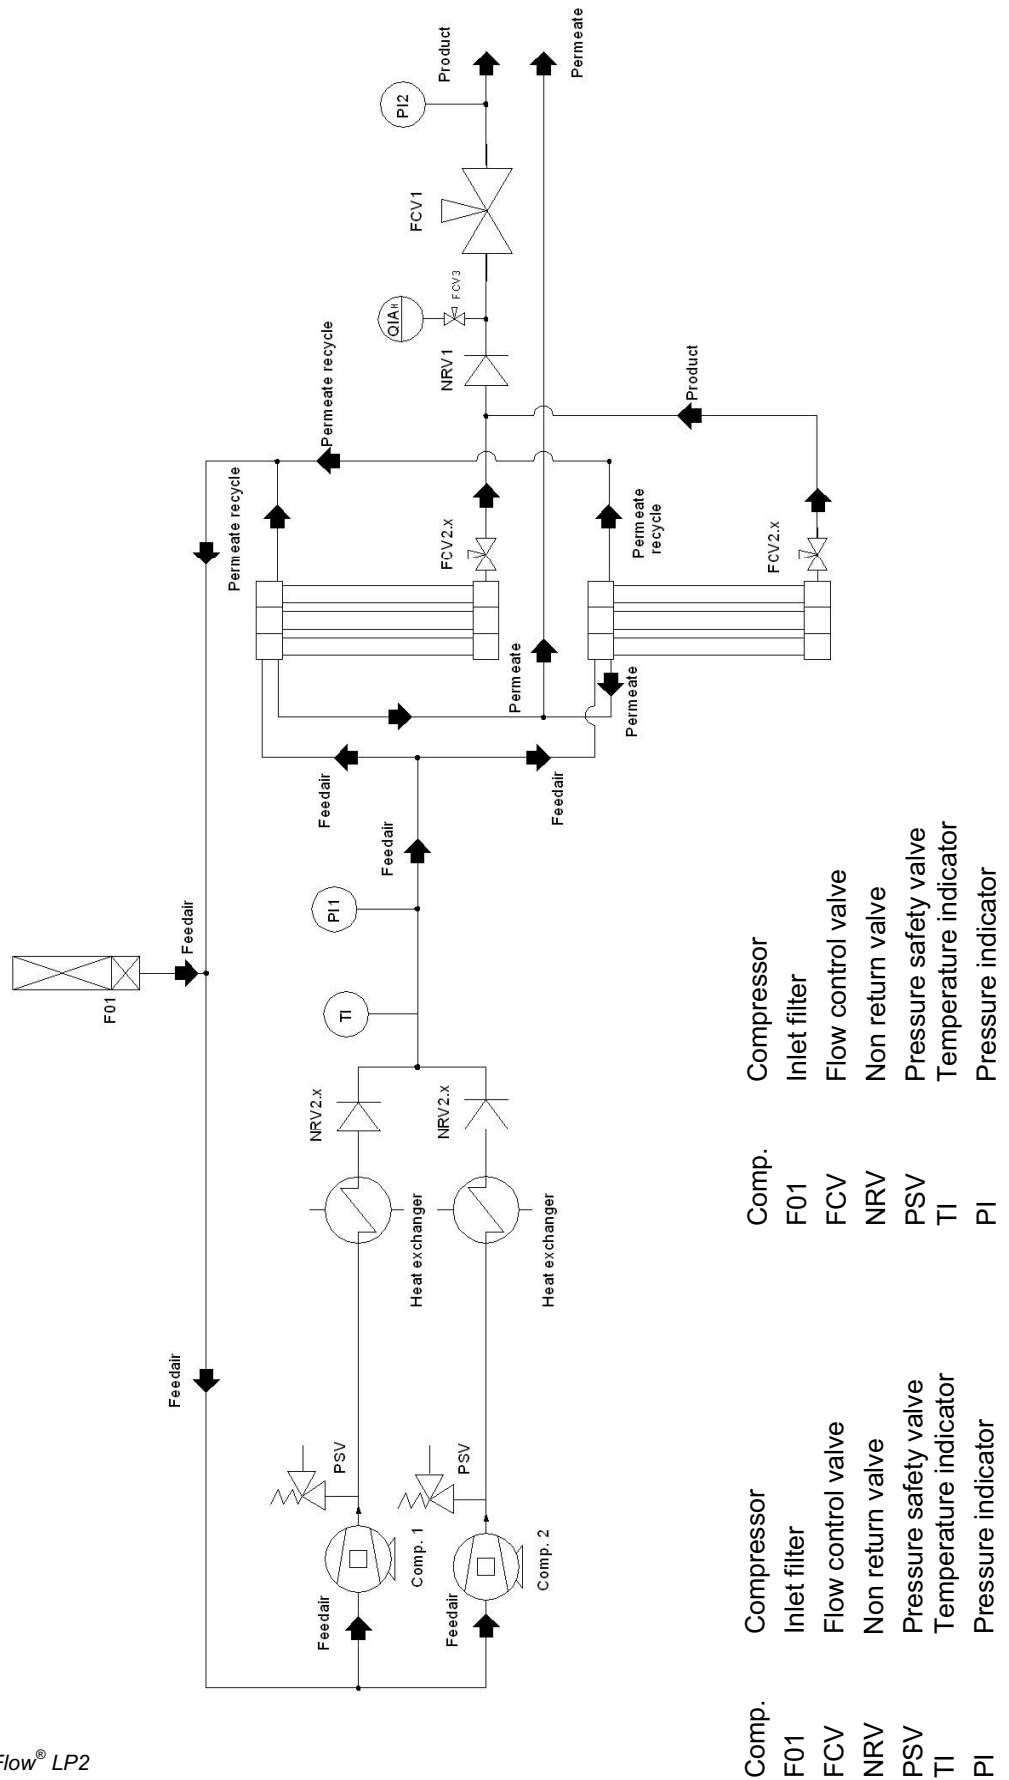 F01
Feedair
Feedair
Permeate recycle
Permeate recycle
Permeate
recycle
Product
Permeate
PI2
FCV1
QIAH
FCV3
NRV1
Product
FCV2.x
FCV2.x
Permeate
Permeate
Feedair
Feedair
Feedair
PI1
TI
NRV2.x
NRV2.x
Heat exchanger
Heat exchanger
PSV
PSV
Comp. 1
Comp. 2
Feedair
Feedair
Comp. Compressor
F01 Inlet filter
FCV Flow control valve
NRV Non return valve
PSV Pressure safety valve
TI Temperature indicator
PI Pressure indicator
Comp. Compressor
F01 Inlet filter
FCV Flow control valve
NRV Non return valve
PSV Pressure safety valve
TI Temperature indicator
PI Pressure indicator
Flow® LP2